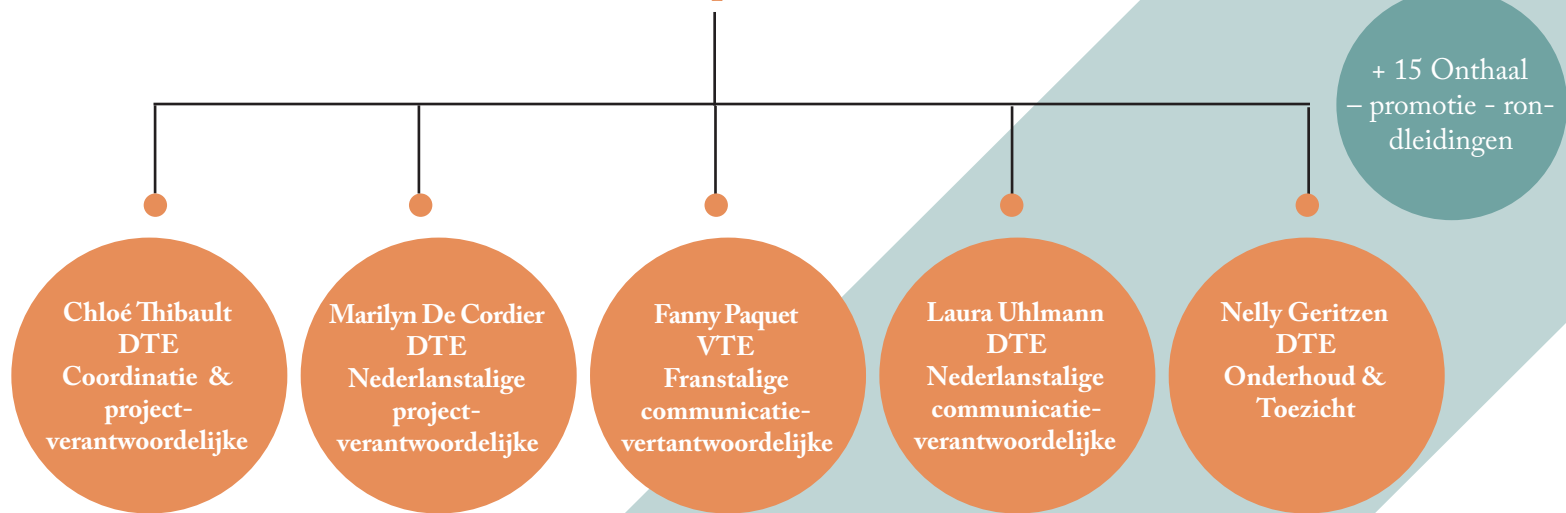 + 15 Onthaal
– promotie - ron-
dleidingen
Chloé Thibault
DTE
Coordinatie &
project-
verantwoordelijke
Marilyn De Cordier
DTE
Nederlanstalige
project-
verantwoordelijke
Fanny Paquet
VTE
Franstalige
communicatie-
vertantwoordelijke
Laura Uhlmann
DTE
Nederlanstalige
communicatie-
verantwoordelijke
Nelly Geritzen
DTE
Onderhoud &
Toezicht